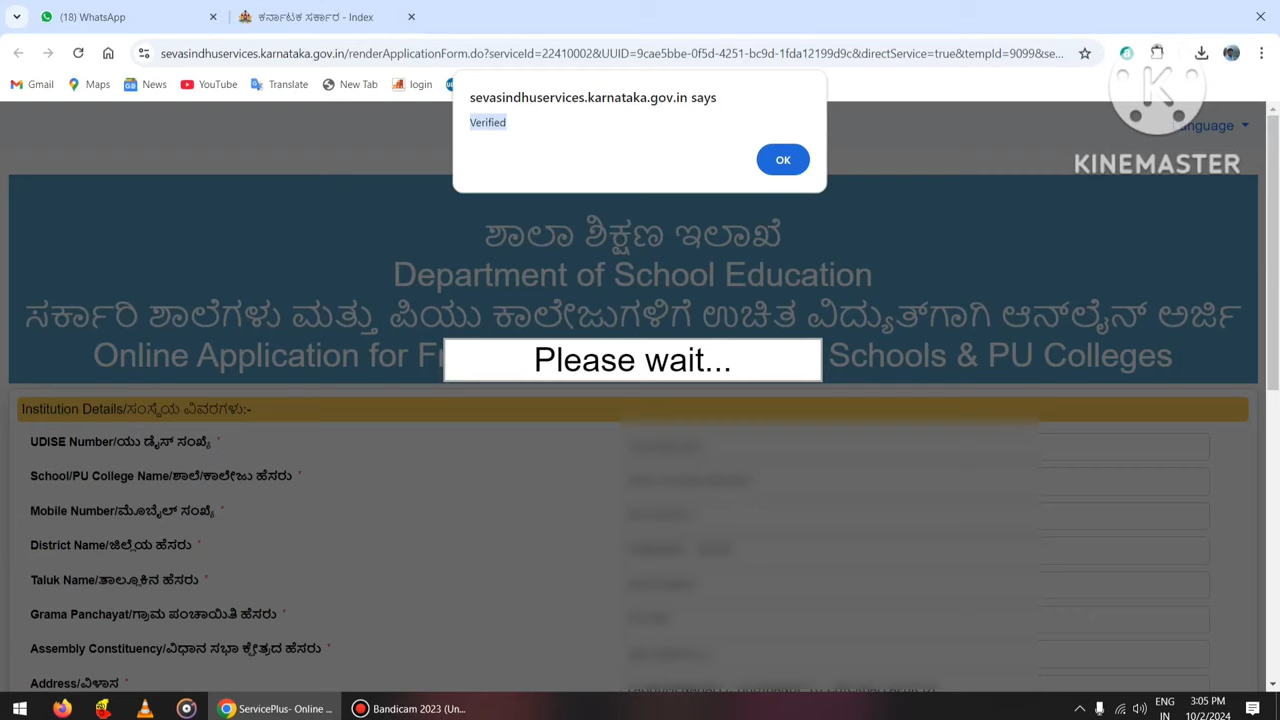 (18) WhatsApp
ಕರ್ನಾಟಕ ಸರ್ಕಾರ - Index
sevasindhuservices.karnataka.gov.in/renderApplicationForm.do?serviceId=22410002&UUID=9cae5bbe-0f5d-4251-bc9d-1fda12199d9c&directService=true&tempId=9099&se...
Gmail
Maps
News
YouTube
Translate
New Tab
login
sevasindhuservices.karnataka.gov.in says
Verified
OK
Language
KINEMASTER
ಶಾಲಾ ಶಿಕ್ಷಣ ಇಲಾಖೆ
Department of School Education
ಸರ್ಕಾರಿ ಶಾಲೆಗಳು ಮತ್ತು ಪಿಯು ಕಾಲೇಜುಗಳಿಗೆ ಉಚಿತ ವಿದ್ಯುತ್‌ಗಾಗಿ ಆನ್‌ಲೈನ್ ಅರ್ಜಿ
Online Application for Schools & PU Colleges
Please wait...
Institution Details/ಸಂಸ್ಥೆಯ ವಿವರಗಳು:-
UDISE Number/ಯು ಡೈಸ್ ಸಂಖ್ಯೆ *
School/PU College Name/ಶಾಲೆ/ಕಾಲೇಜು ಹೆಸರು *
Mobile Number/ಮೊಬೈಲ್ ಸಂಖ್ಯೆ *
District Name/ಜಿಲ್ಲೆಯ ಹೆಸರು *
Taluk Name/ತಾಲ್ಲೂಕಿನ ಹೆಸರು *
Grama Panchayat/ಗ್ರಾಮ ಪಂಚಾಯಿತಿ ಹೆಸರು *
Assembly Constituency/ವಿಧಾನ ಸಭಾ ಕ್ಷೇತ್ರದ ಹೆಸರು *
Address/ವಿಳಾಸ *
ServicePlus- Online ...
Bandicam 2023 (Un...
ENG
IN
3:05 PM
10/2/2024